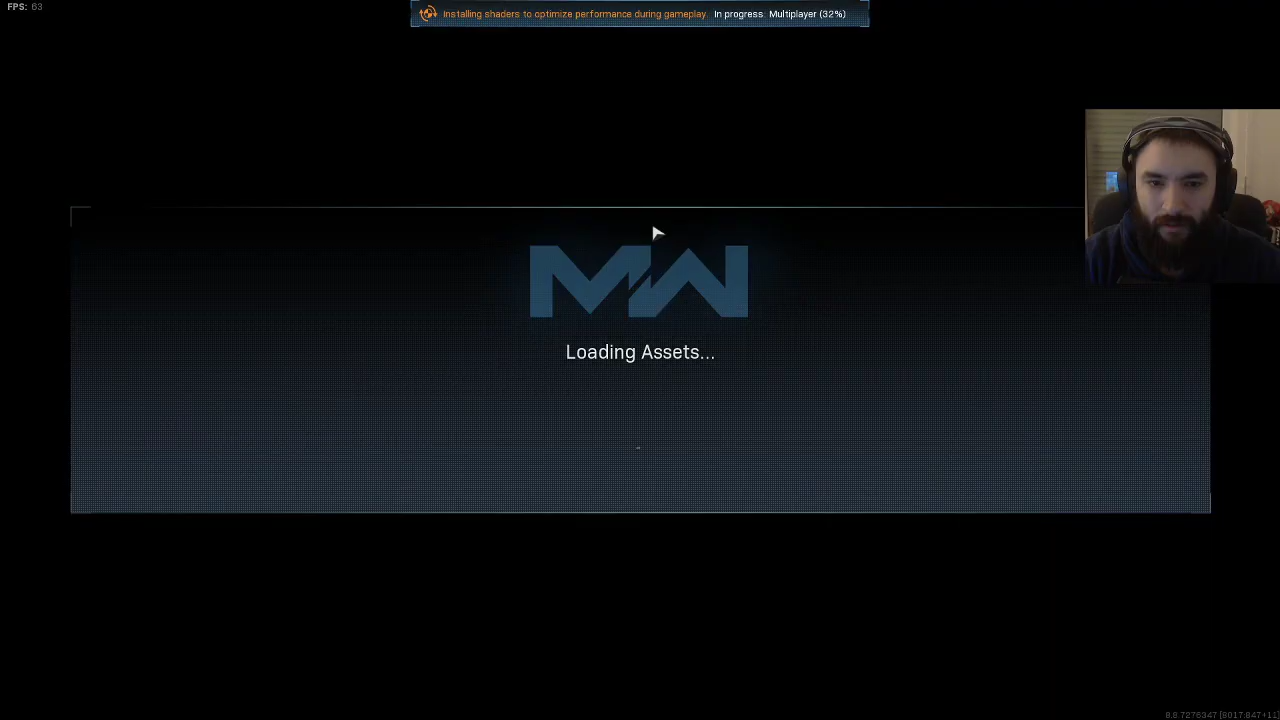 FPS: 63
Installing shaders to optimize performance during gameplay. In progress: Multiplayer (32%)
MW
Loading Assets...